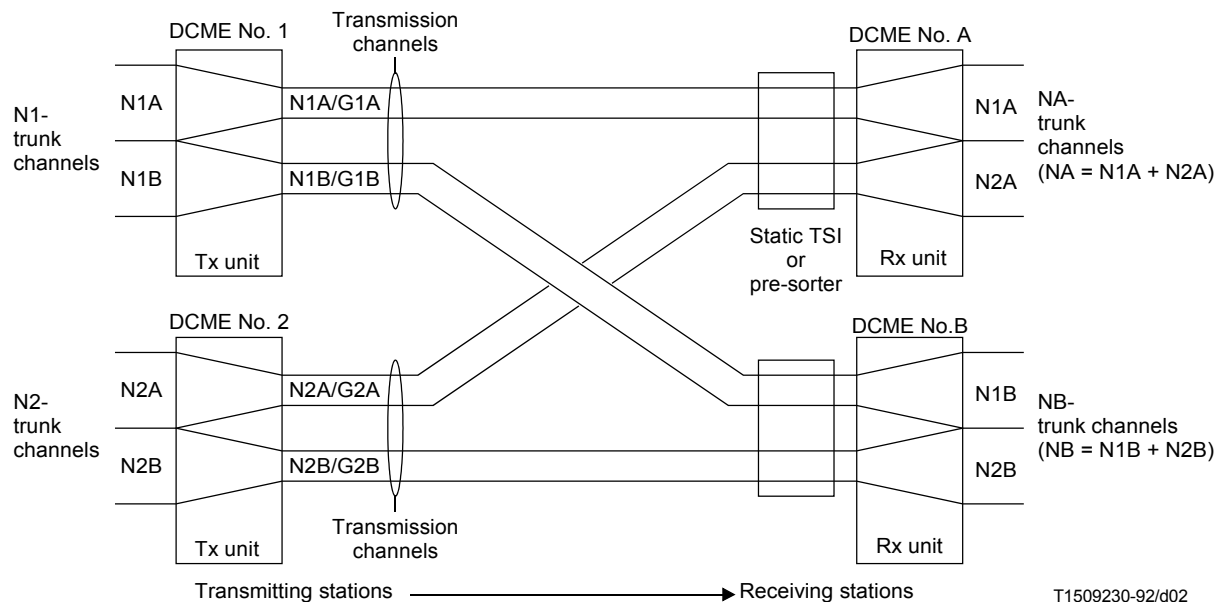 Transmission
channels
DCME No. 1
DCME No. A
N1-
trunk
channels
N1A
N1B
N1A/G1A
N1B/G1B
Tx unit
Static TSI
or
pre-sorter
Rx unit
N1A
N2A
NA-
trunk
channels
(NA = N1A + N2A)
DCME No. 2
DCME No.B
N2-
trunk
channels
N2A
N2B
N2A/G2A
N2B/G2B
Tx unit
Transmission
channels
Rx unit
N1B
N2B
NB-
trunk channels
(NB = N1B + N2B)
Transmitting stations
Receiving stations
T1509230-92/d02